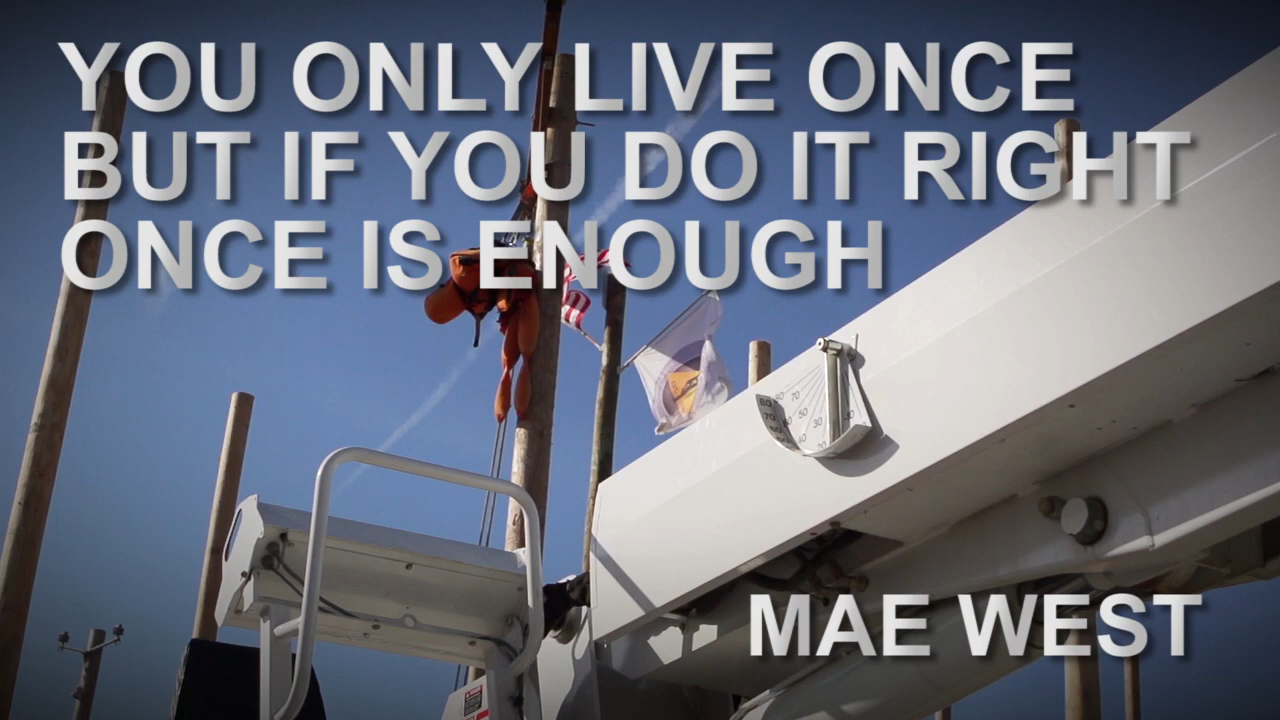 YOU ONLY LIVE ONCE
BUT IF YOU DO IT RIGHT
ONCE IS ENOUGH
MAE WEST